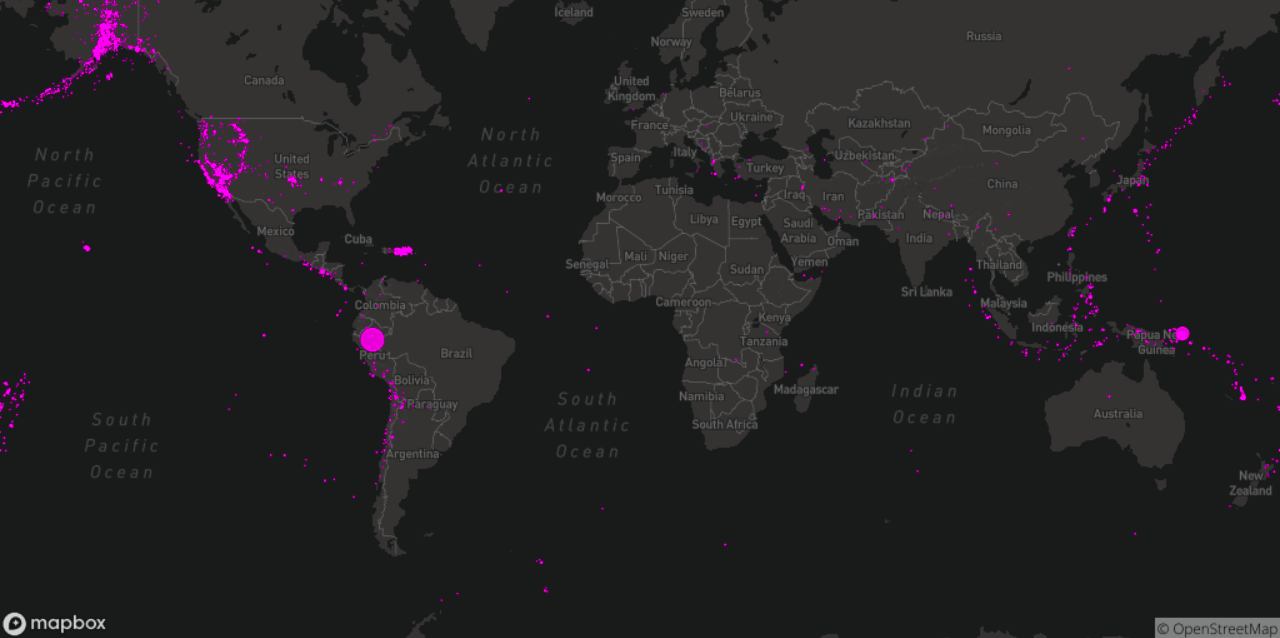 Iceland
Sweden
Norway
Russia
Canada
United
Kingdom
Belarus
Ukraine
France
Kazakhstan
Mongolia
North
Pacific
Ocean
United
States
North
Atlantic
Ocean
Spain
Italy
Turkey
Uzbekistan
China
Japan
Morocco
Tunisia
Iraq
Iran
Pakistan
Nepal
Mexico
Cuba
Libya
Egypt
Saudi
Arabia
Oman
India
Senegal
Mali
Niger
Sudan
Yemen
Thailand
Philippines
Sri Lanka
Malaysia
Colombia
Cameroon
Kenya
Indonesia
Papua Ne
Guinea
Peru
Brazil
Tanzania
Angola
Bolivia
Namibia
Madagascar
Paraguay
South Africa
Indian
Ocean
Australia
South
Pacific
Ocean
South
Atlantic
Ocean
Argentina
New
Zealand
mapbox
© OpenStreetMap